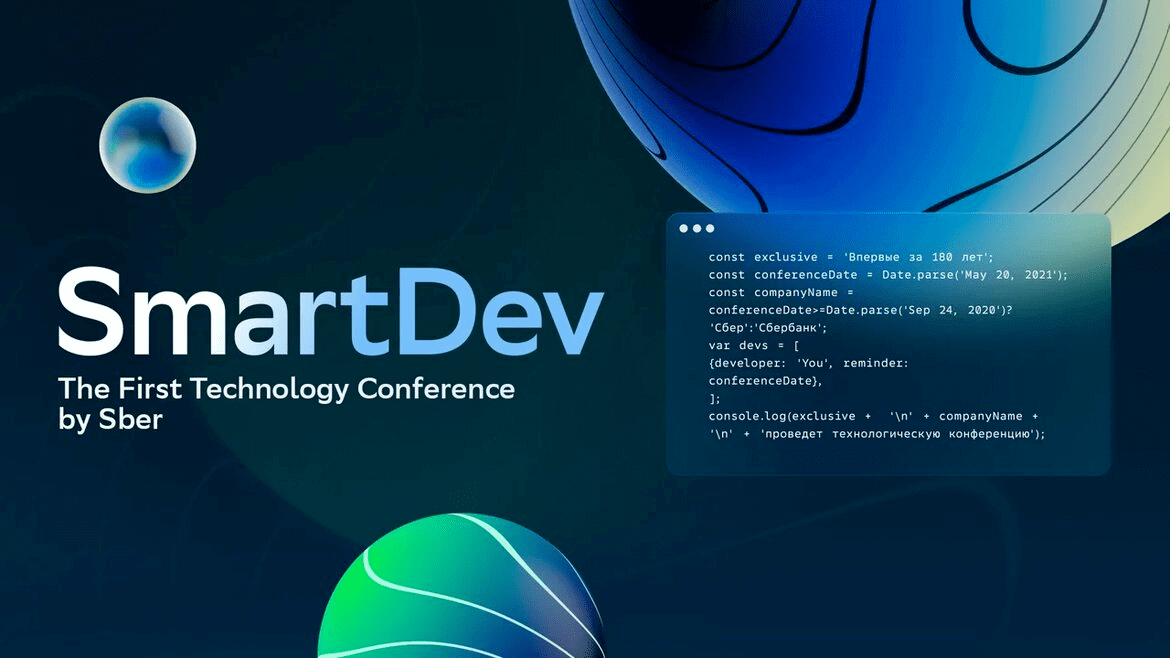 SmartDev
The First Technology Conference
by Sber
const exclusive = 'Впервые за 180 лет';
const conferenceDate = Date.parse('May 20, 2021');
const companyName =
conferenceDate>=Date.parse('Sep 24, 2020')?
'Сбер':'Сбербанк';
var devs = [
{developer: 'You', reminder:
conferenceDate},
];
console.log(exclusive + '\n' + companyName +
'\n' + 'проведет технологическую конференцию');